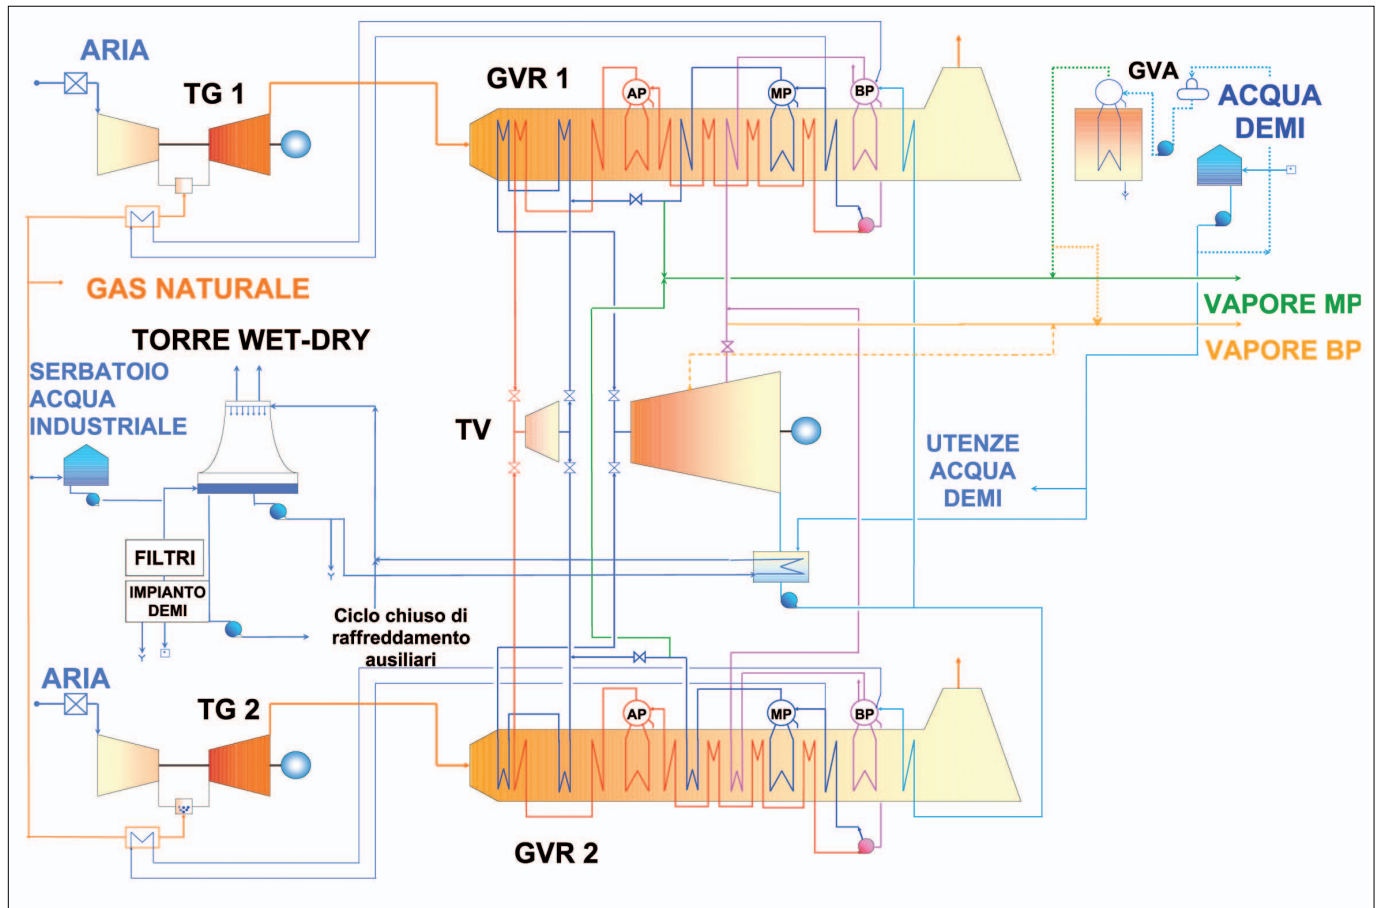 ARIA
TG 1
GVR 1
AP
MP
BP
GVA
ACQUA
DEMI
GAS NATURALE
VAPORE MP
VAPORE BP
TORRE WET-DRY
SERBATOIO
ACQUA
INDUSTRIALE
TV
UTENZE
ACQUA
DEMI
FILTRI
IMPIANTO
DEMI
Ciclo chiuso di
raffreddamento
ausiliari
ARIA
TG 2
AP
MP
BP
GVR 2